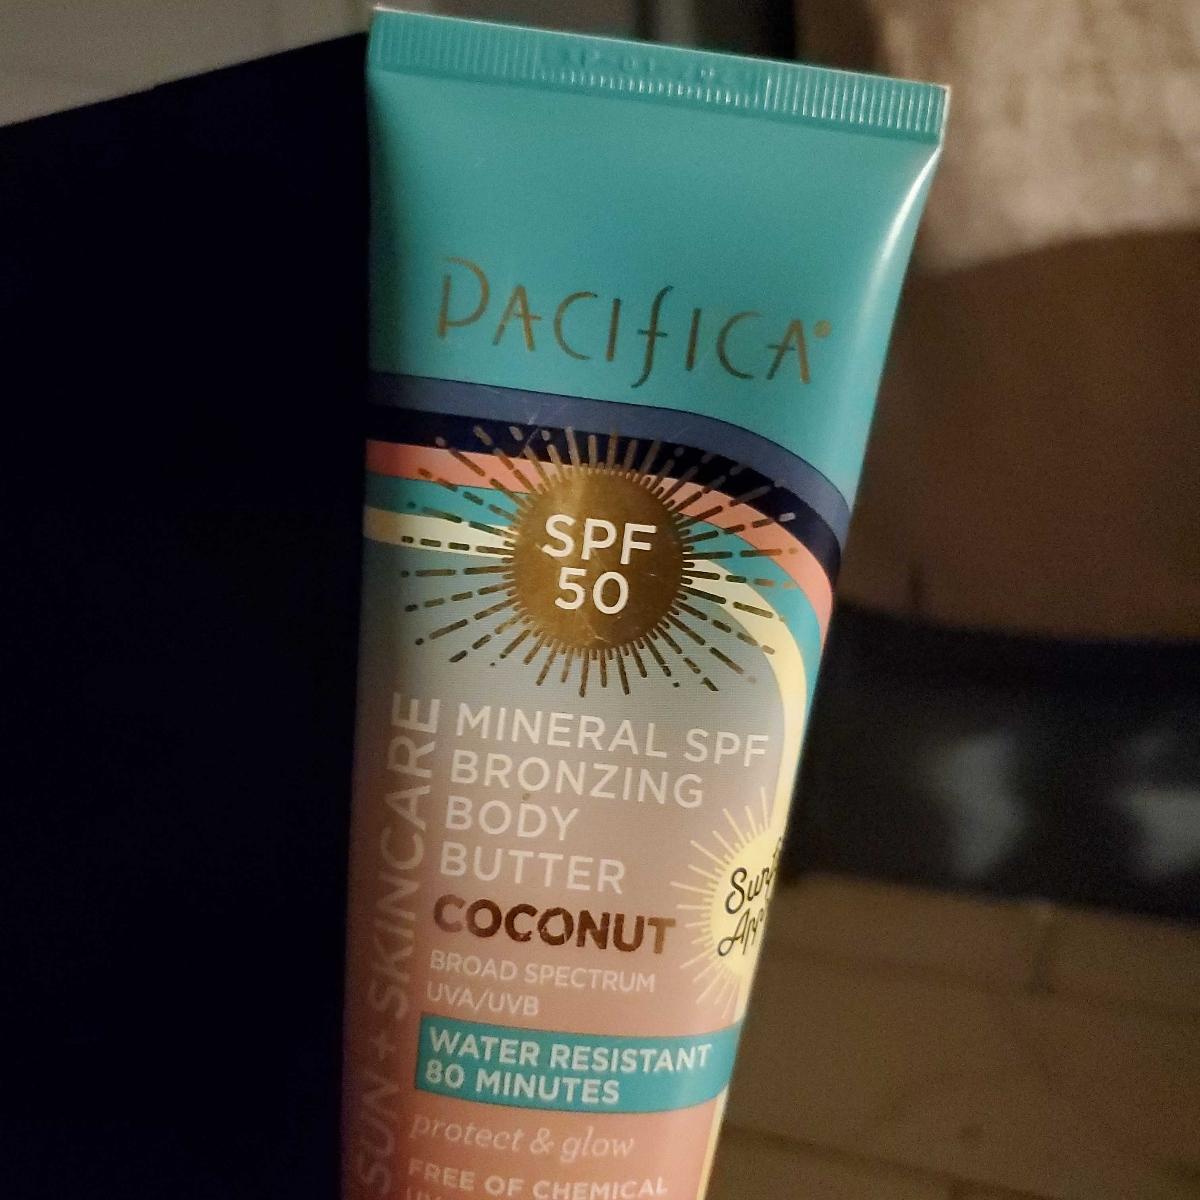 PACIFICA®
SPF
50
SUN + SKINCARE
MINERAL SPF
BRONZING
BODY
BUTTER
COCONUT
BROAD SPECTRUM
UVA/UVB
WATER RESISTANT
80 MINUTES
protect & glow
FREE OF CHEMICAL